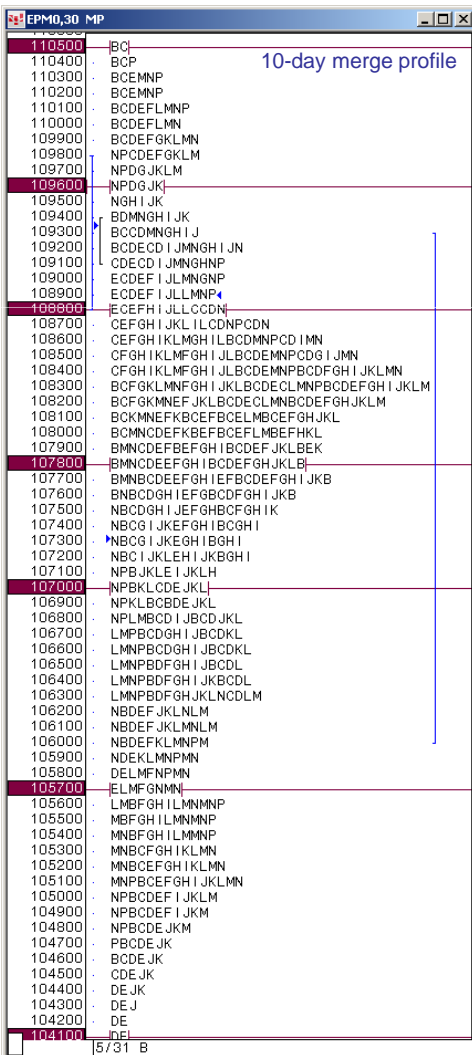 EPM0,30 MP
10-day merge profile
110500 BC
110400 BCP
110300 BCEMNP
110200 BCEMNP
110100 BCDEFLMNP
110000 BCDEFLMN
109900 BCDEFGKLMN
109800 NPCDEFGKLM
109700 NPDGJKLM
109600 NPDGJK
109500 NGHIJK
109400 BDMNGHIJK
109300 BCCDMNGHIJ
109200 BCDECDIJMNGHIJN
109100 CDECDIJMNGHNP
109000 ECDEFIJLMNGNP
108900 ECDEFIJLLMNP
108800 ECEFHIJLLCCDN
108700 CEFGHIJKLILCDNPCDN
108600 CEFGHIKLMGHILBCDMNPCDIMN
108500 CFGHIKLMFGHIJLBCDEMNPCDGIJMN
108400 CFGHIKLMFGHIJLBCDEMNPBCDFGHIJKLMN
108300 BCFGKLMNFGHIJKLBCDECLMNPBCDEFGHIJKLM
108200 BCFGKMNEFJKLBCDECLMNBCDEFGHJKLM
108100 BCKMNEFKBCEFBCELMBCEFGHJKL
108000 BCMNCDEFKBEFBCEFLMBEFHKL
107900 BMNCDEFBEFGHIBCDEFJKLBEK
107800 BMNCDEEFGHIBCDEFGHJKLB
107700 BMNBCDEEFGHIEFBCDEFGHIJKB
107600 BNBCDGHIEFGBCDFGHIJKB
107500 NBCDGHIJEFGHBCFGHIK
107400 NBCGIJKEFGHIBCGHI
107300 NBCGIJKEGHIBGHI
107200 NBCIJKLEHIJKBGHI
107100 NPBJKLEIJKLH
107000 NPBKLCDEJKL
106900 NPKLBCBDEJKL
106800 NPLMBCDIJBCDJKL
106700 LMPBCDGHIJBCDKL
106600 LMNPBCDGHIJBCDKL
106500 LMNPBDFGHIJBCDL
106400 LMNPBDFGHIJKBCDL
106300 LMNPBDFGHJKLNCDLM
106200 NBDEFJKLNLM
106100 NBDEFJKLMNLM
106000 NBDEFKLMNPM
105900 NDEKLMNPMN
105800 DELMFNPMN
105700 ELMFGNMN
105600 LMBFGHILMNMNP
105500 MBFGHILMNMNP
105400 MNBFGHILMMNP
105300 MNBCFGHIKLMN
105200 MNBCEFGHIKLMN
105100 MNPBCEFGHIJKLMN
105000 NPBCDEFIJKLM
104900 NPBCDEFIJKM
104800 NPBCDEJKM
104700 PBCDEJK
104600 BCDEJK
104500 CDEJK
104400 DEJK
104300 DEJ
104200 DE
104100 DE
5/31 B